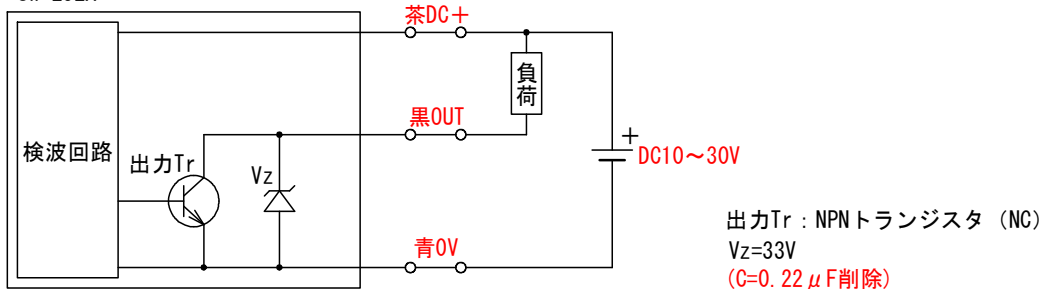 茶DC＋
負荷
黒OUT
検波回路
出力Tr
Vz
+
DC10～30V
青0V
出力Tr：NPNトランジスタ（NC）
Vz=33V
(C=0.22μF削除)